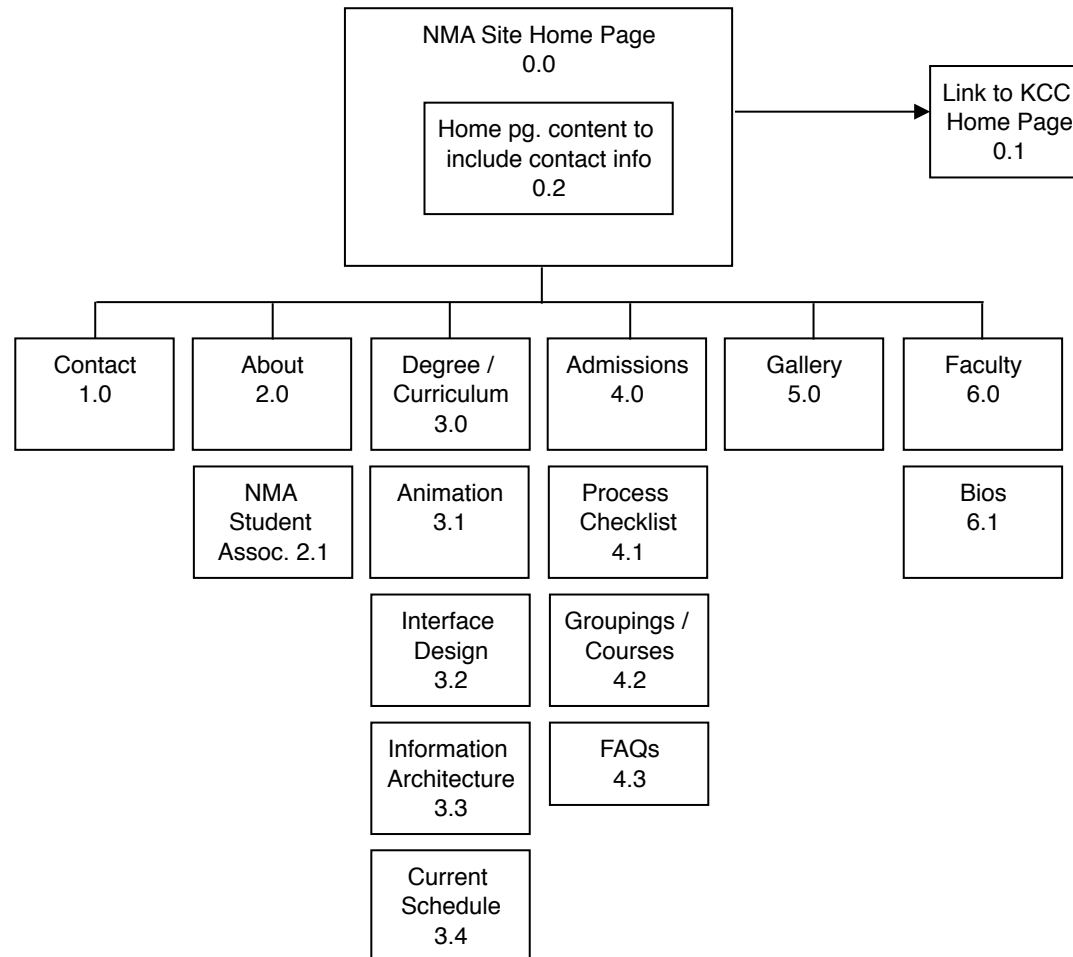 NMA Site Home Page
0.0
Home pg. content to
include contact info
0.2
Link to KCC
Home Page
0.1
Contact
1.0
About
2.0
Degree /
Curriculum
3.0
Admissions
4.0
Gallery
5.0
Faculty
6.0
NMA
Student
Assoc. 2.1
Animation
3.1
Process
Checklist
4.1
Bios
6.1
Interface
Design
3.2
Groupings /
Courses
4.2
Information
Architecture
3.3
FAQs
4.3
Current
Schedule
3.4